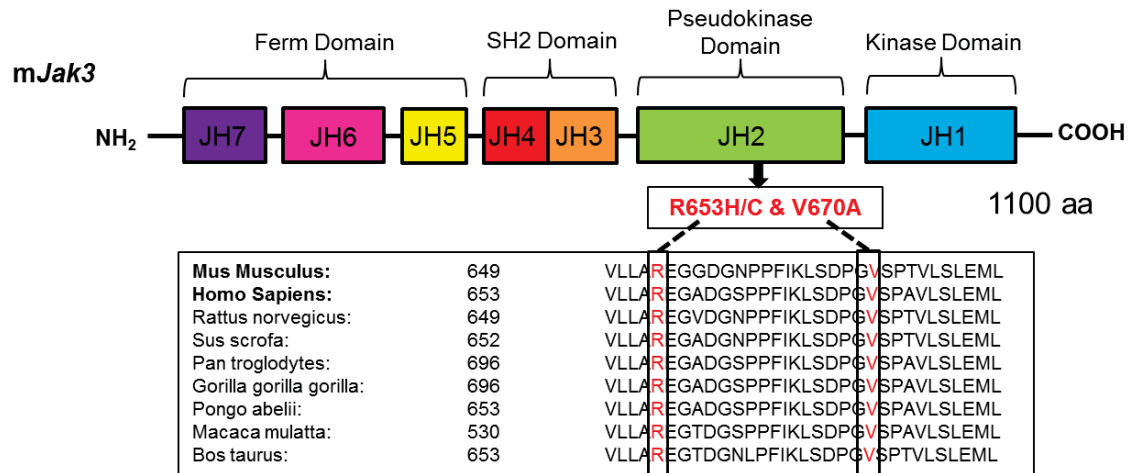 Pseudokinase
Ferm Domain SH2 Domain Domain Kinase Domain
mJak3
NH2 JH7 JH6 JH5 JH4 JH3 JH2 JH1 COOH
R653H/C & V670A 1100 aa
Mus Musculus: 649 VLLAREGGDGNPPFIKLSDPGVSPTVLSLEML
Homo Sapiens: 653 VLLAREGADGSPPFIKLSDPGVSPAVLSLEML
Rattus norvegicus: 649 VLLAREGVDGNPPFIKLSDPGVSPTVLSLEML
Sus scrofa: 652 VLLAREGADGSPPFIKLSDPGVSPAVLSLEML
Pan troglodytes: 696 VLLAREGADGSPPFIKLSDPGVSPAVLSLEML
Gorilla gorilla gorilla: 696 VLLAREGADGSPPFIKLSDPGVSPAVLSLEML
Pongo abelii: 653 VLLAREGADGSPPFIKLSDPGVSPAVLSLEML
Macaca mulatta: 530 VLLAREGTDGSPPFIKLSDPGVSPAVLSLEML
Bos taurus: 653 VLLAREGTDGNLPFIKLSDPGVSPTVLSLEML